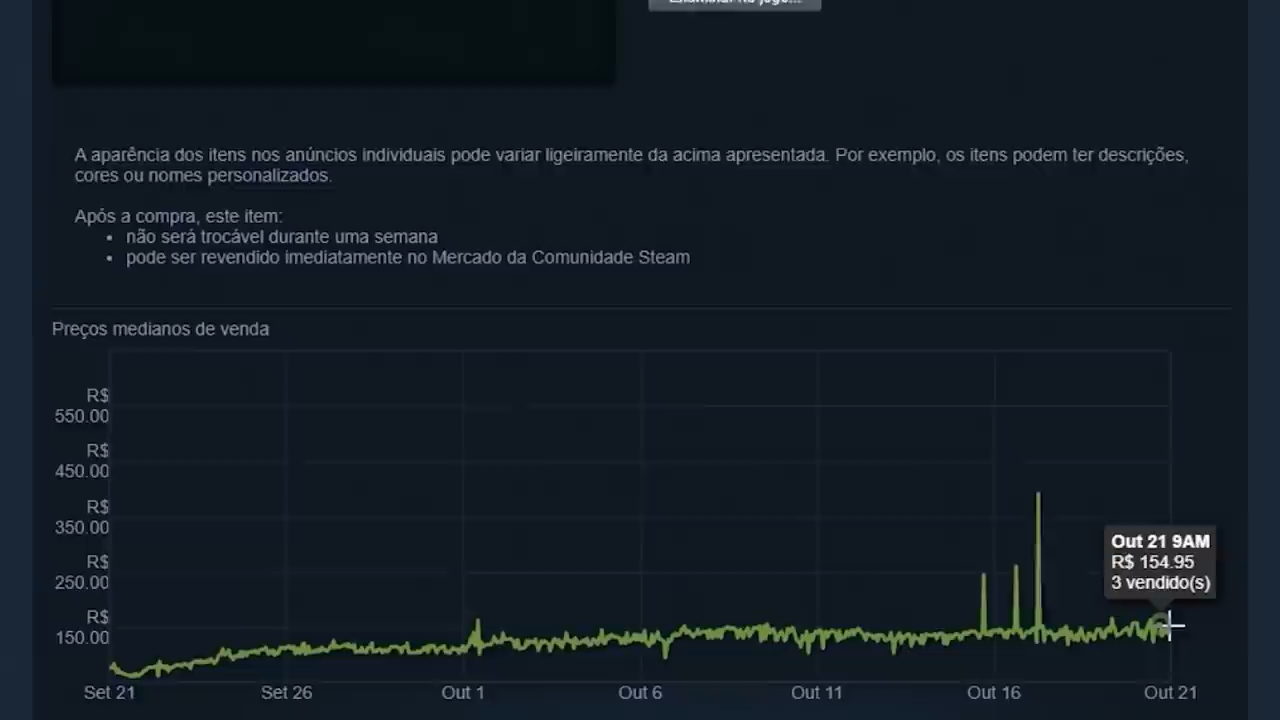 A aparência dos itens nos anúncios individuais pode variar ligeiramente da acima apresentada. Por exemplo, os itens podem ter descrições,
cores ou nomes personalizados.
Após a compra, este item:
• não será trocável durante uma semana
• pode ser revendido imediatamente no Mercado da Comunidade Steam
Preços medianos de venda
R$
550.00
R$
450.00
R$
350.00
R$
250.00
R$
150.00
Out 21 9AM
R$ 154.95
3 vendido(s)
Set 21
Set 26
Out 1
Out 6
Out 11
Out 16
Out 21